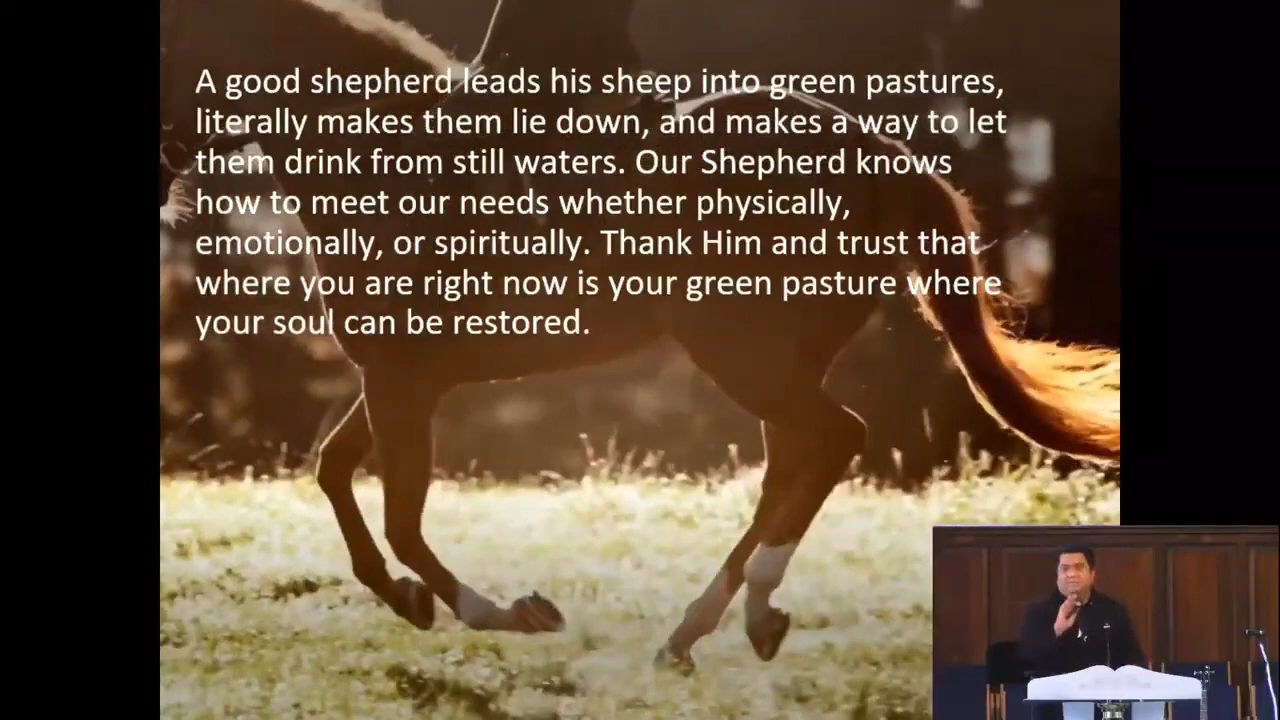 A good shepherd leads his sheep into green pastures,
literally makes them lie down, and makes a way to let
them drink from still waters. Our Shepherd knows
how to meet our needs whether physically,
emotionally, or spiritually. Thank Him and trust that
where you are right now is your green pasture where
your soul can be restored.